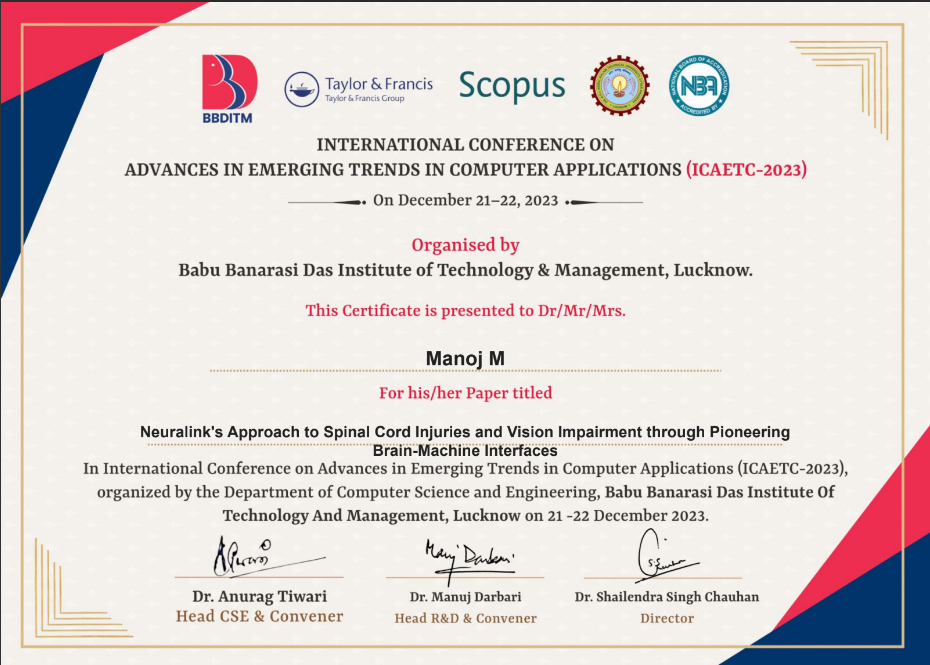 BBDITM
Taylor & Francis
Taylor & Francis Group
Scopus
NATIONAL BOARD OF ACCREDITATION
NBA
ACCREDITED BY
INTERNATIONAL CONFERENCE ON
ADVANCES IN EMERGING TRENDS IN COMPUTER APPLICATIONS (ICAETC-2023)
On December 21–22, 2023
Organised by
Babu Banarasi Das Institute of Technology & Management, Lucknow.
This Certificate is presented to Dr/Mr/Mrs.
Manoj M
For his/her Paper titled
Neuralink's Approach to Spinal Cord Injuries and Vision Impairment through Pioneering
Brain-Machine Interfaces
In International Conference on Advances in Emerging Trends in Computer Applications (ICAETC-2023),
organized by the Department of Computer Science and Engineering, Babu Banarasi Das Institute Of
Technology And Management, Lucknow on 21 -22 December 2023.
Manuj Darbari
Dr. Anurag Tiwari
Head CSE & Convener
Dr. Manuj Darbari
Head R&D & Convener
Dr. Shailendra Singh Chauhan
Director